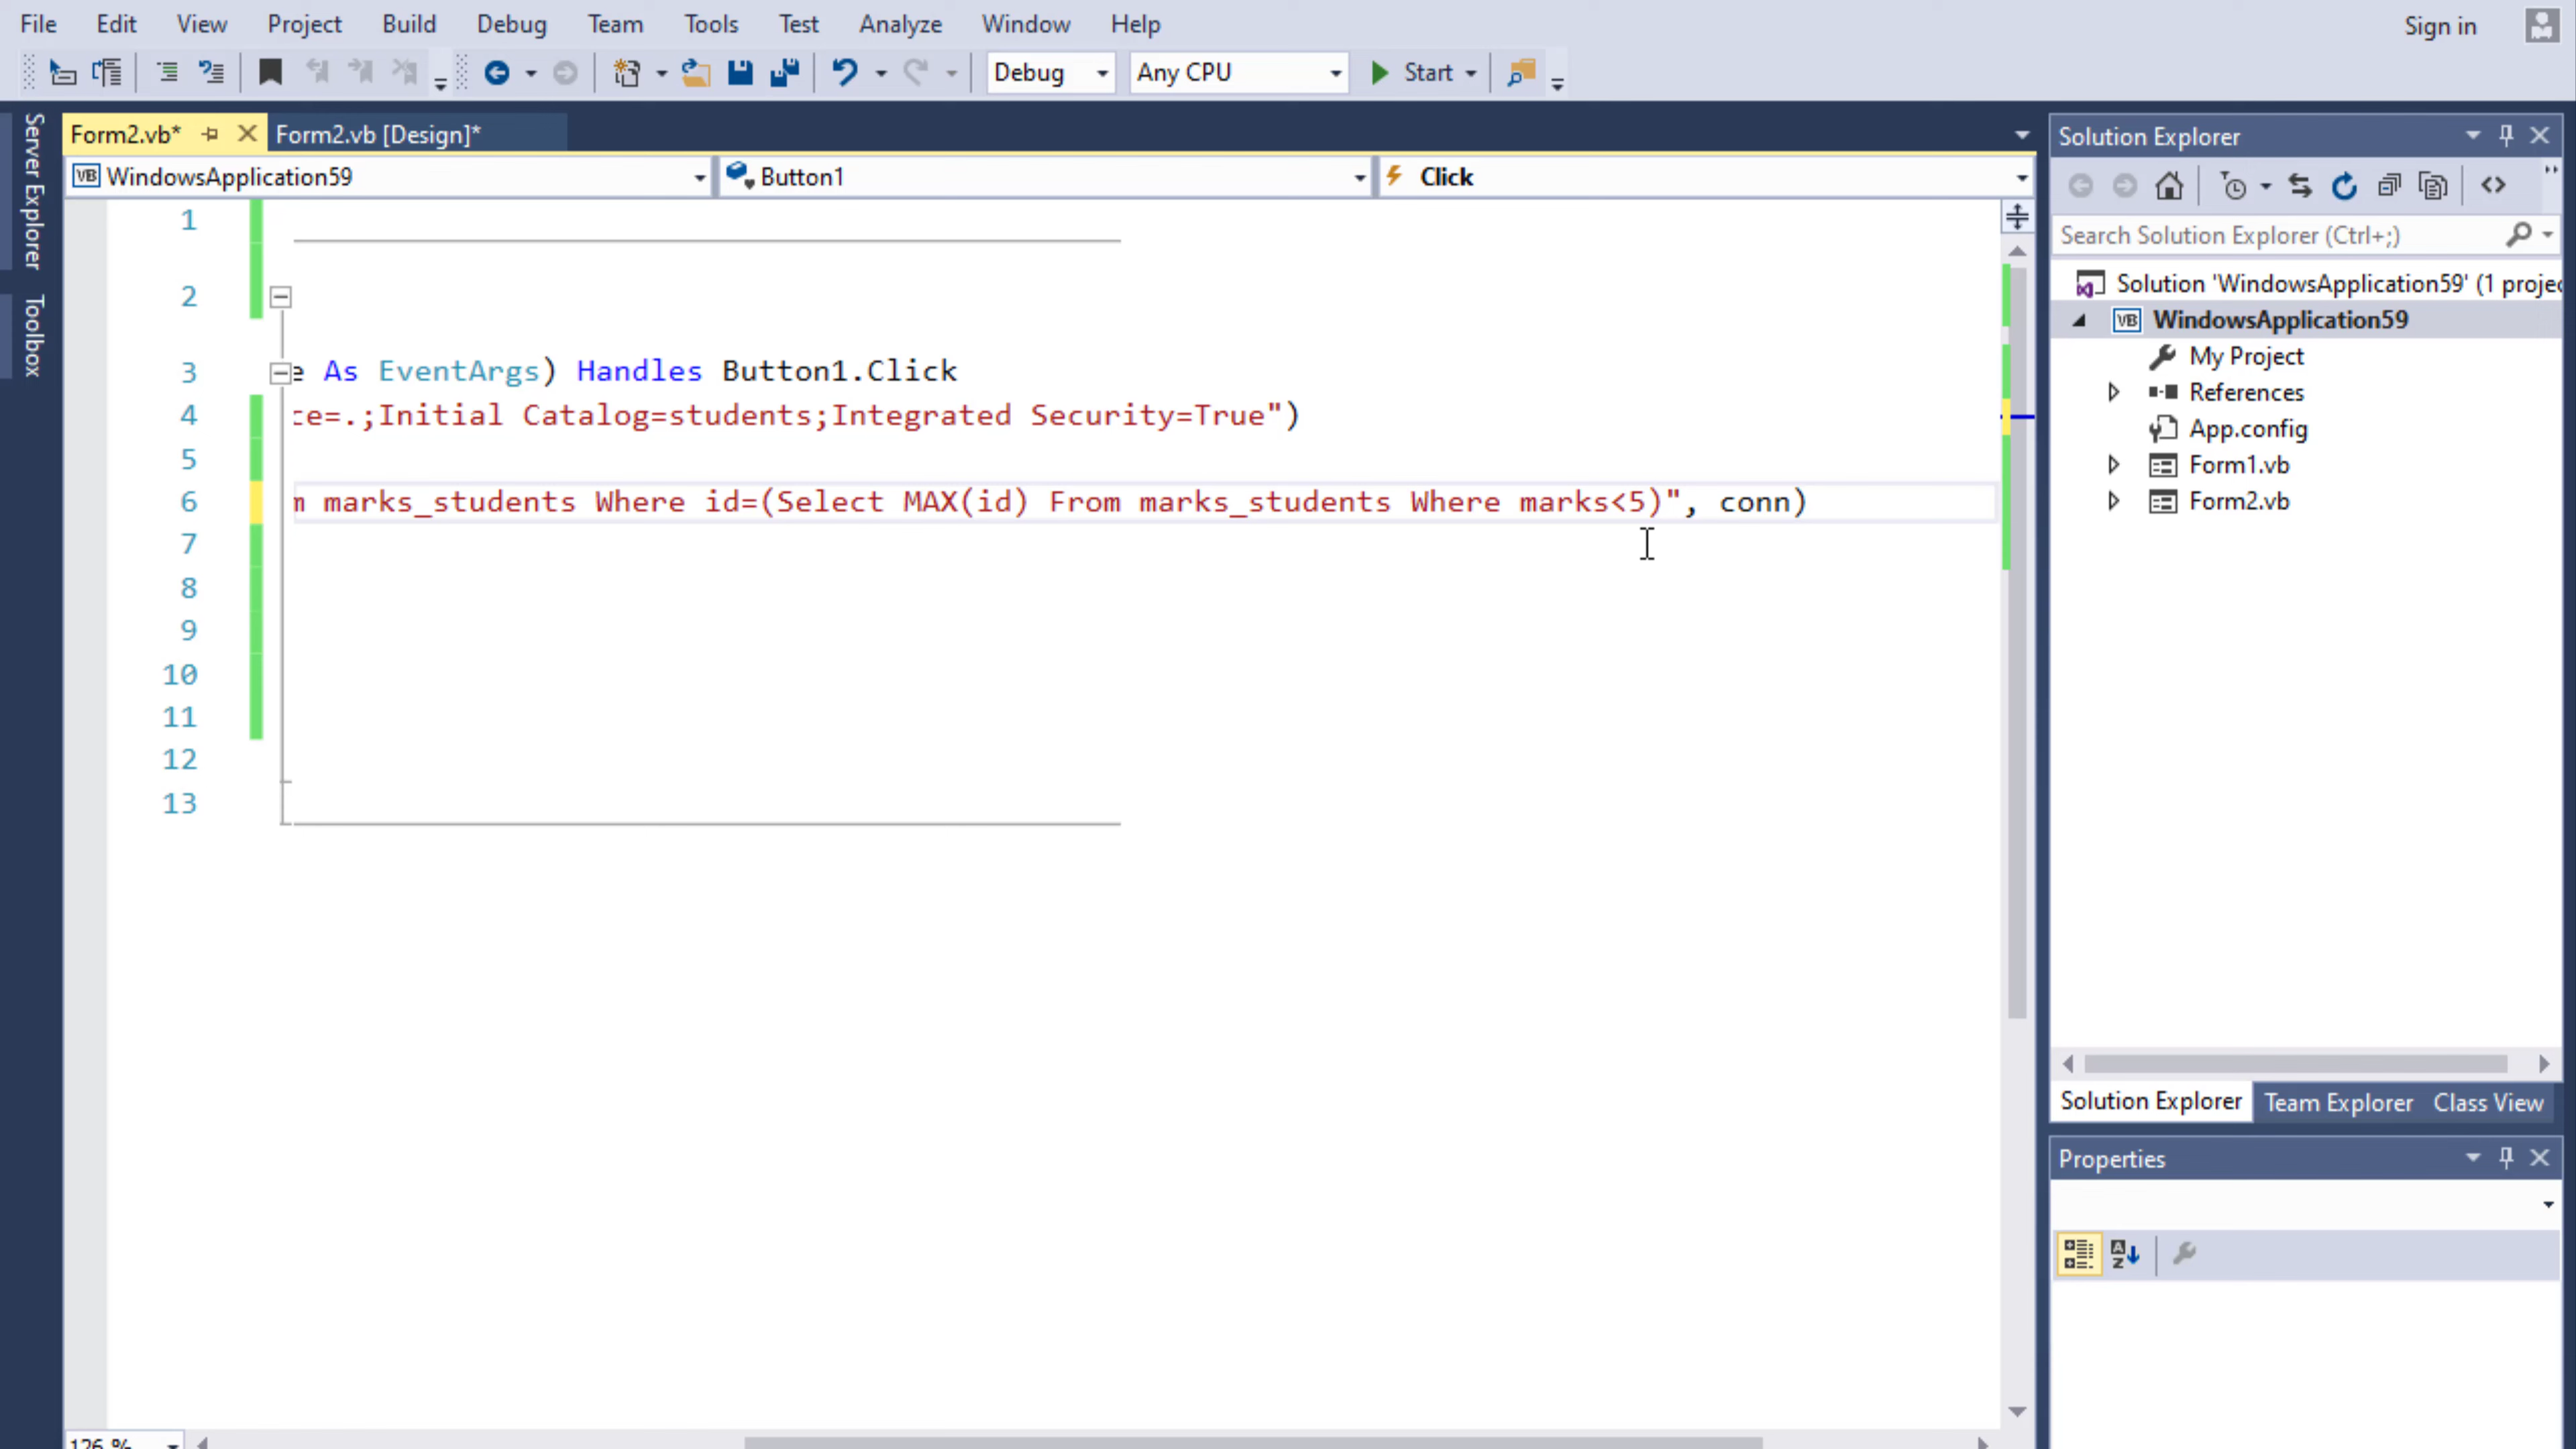 File Edit View Project Build Debug Team Tools Test Analyze Window Help Sign in
Debug Any CPU Start
Server Explorer
Toolbox
Form2.vb* Form2.vb [Design]*
WindowsApplication59 Button1 Click
1
2
3 e As EventArgs) Handles Button1.Click
4 ce=.;Initial Catalog=students;Integrated Security=True")
5
6 m marks_students Where id=(Select MAX(id) From marks_students Where marks<5)", conn)
7
8
9
10
11
12
13
126 %
Solution Explorer
Search Solution Explorer (Ctrl+;)
Solution 'WindowsApplication59' (1 projec
WindowsApplication59
My Project
References
App.config
Form1.vb
Form2.vb
Solution Explorer Team Explorer Class View
Properties